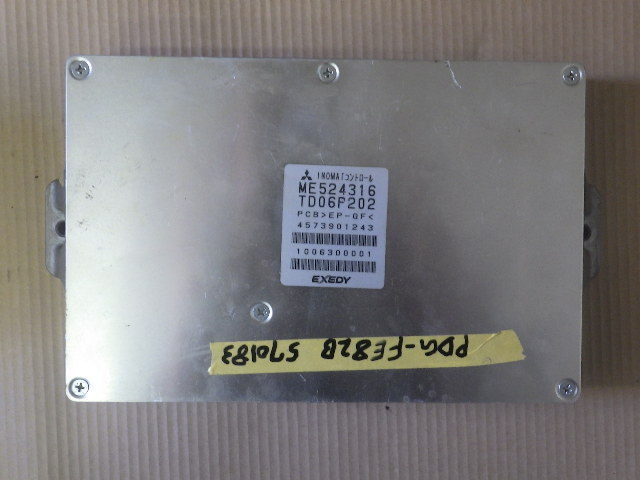 INOMATコントロール
ME524316
TD06P202
PCB>EP-GF<
4573901243
1006300001
EXEDY
PDG-FE82B 570183